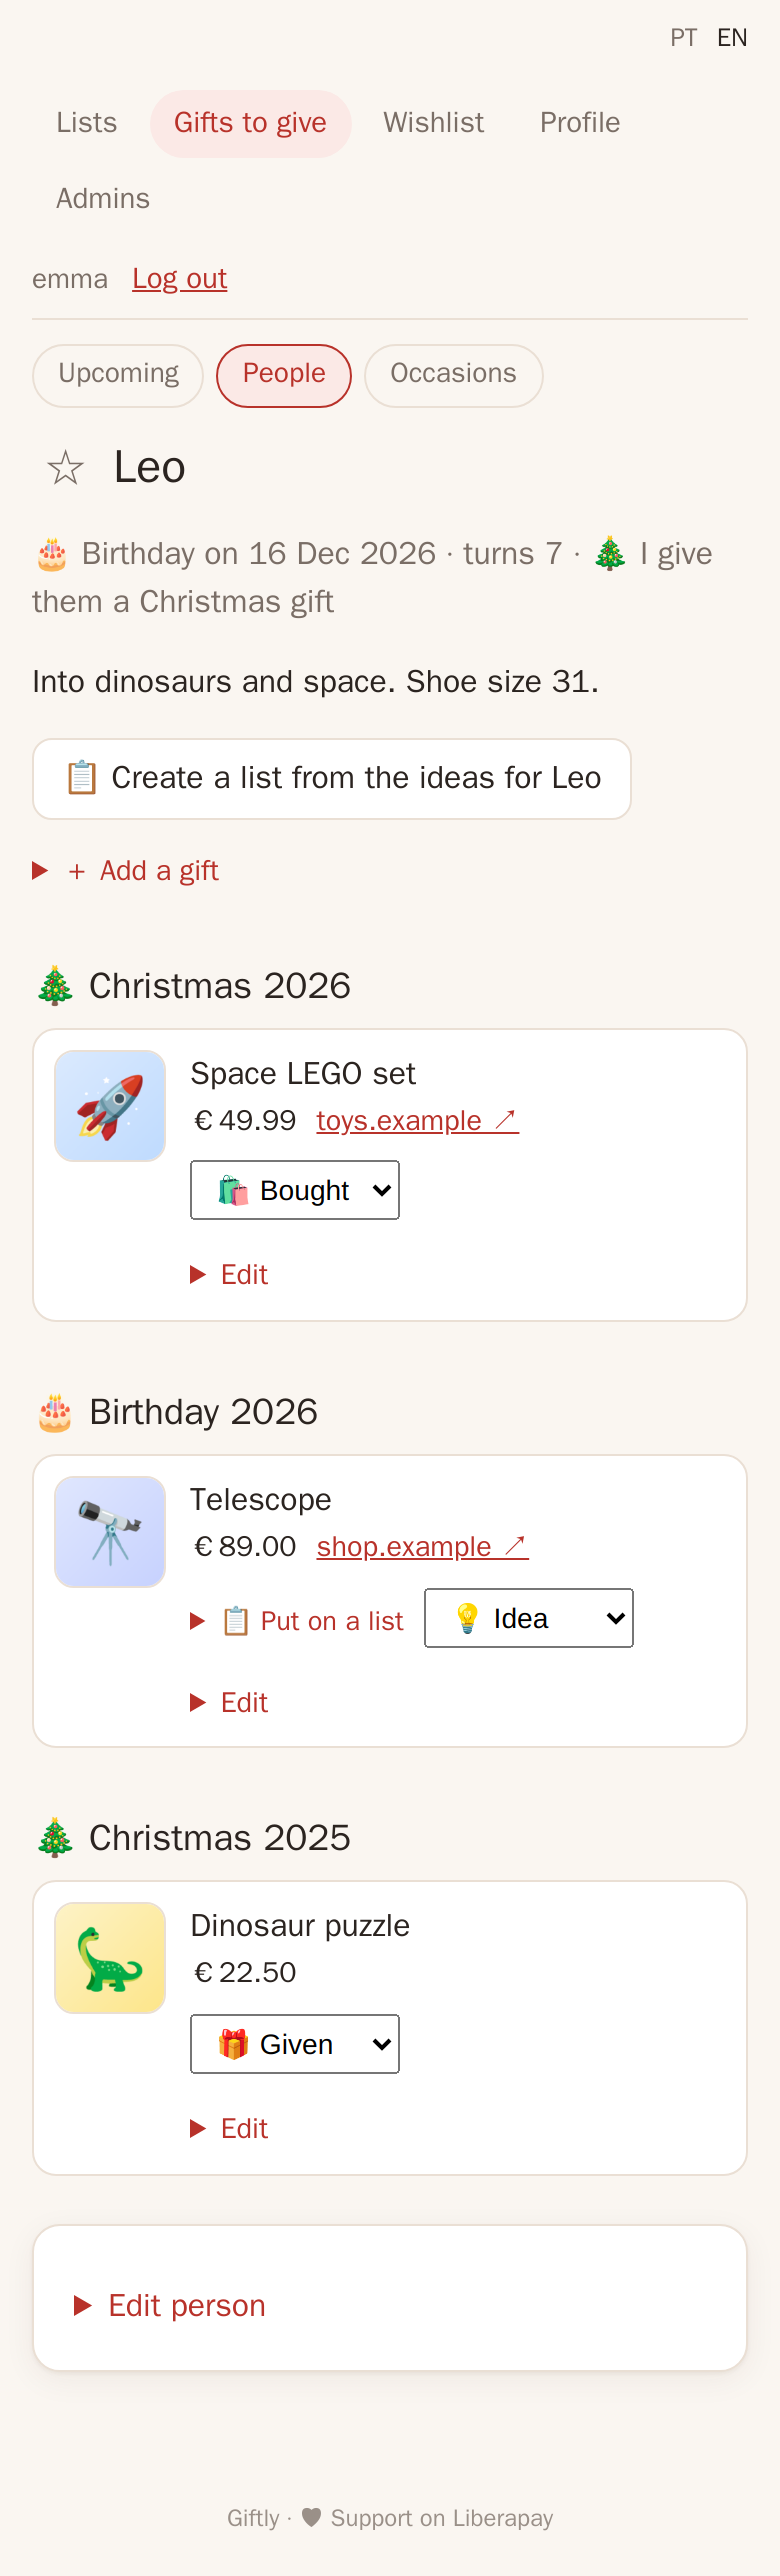 PT EN
Lists Gifts to give Wishlist Profile
Admins
emma Log out
Upcoming People Occasions
☆ Leo
🎂 Birthday on 16 Dec 2026 · turns 7 · 🎄 I give
them a Christmas gift
Into dinosaurs and space. Shoe size 31.
📋 Create a list from the ideas for Leo
▶ + Add a gift
🎄 Christmas 2026
Space LEGO set
€ 49.99 toys.example ↗
🛍️ Bought
▶ Edit
🎂 Birthday 2026
Telescope
€ 89.00 shop.example ↗
▶ 📋 Put on a list 💡 Idea
▶ Edit
🎄 Christmas 2025
Dinosaur puzzle
€ 22.50
🎁 Given
▶ Edit
▶ Edit person
Giftly · ♥ Support on Liberapay